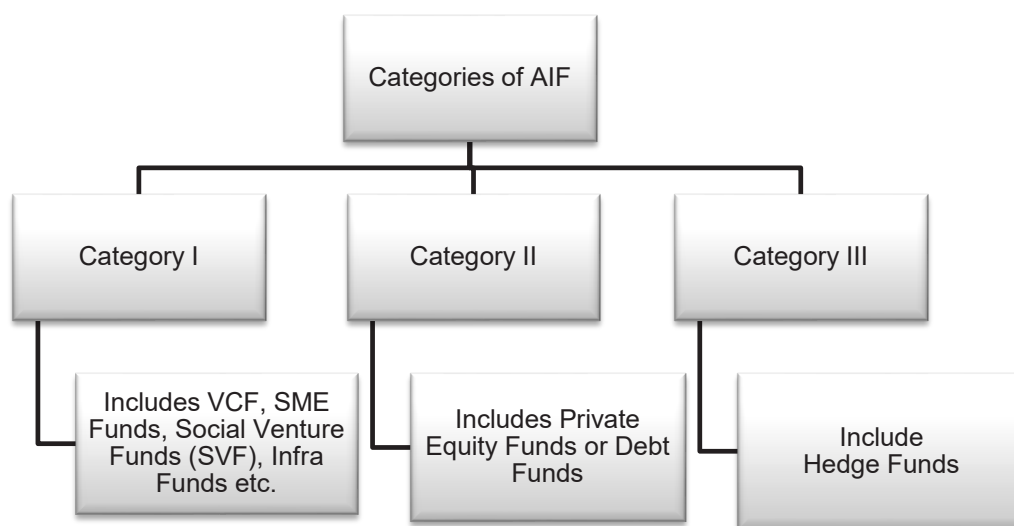 Categories of AIF
Category I
Category II
Category III
Includes VCF, SME
Funds, Social Venture
Funds (SVF), Infra
Funds etc.
Includes Private
Equity Funds or Debt
Funds
Include
Hedge Funds